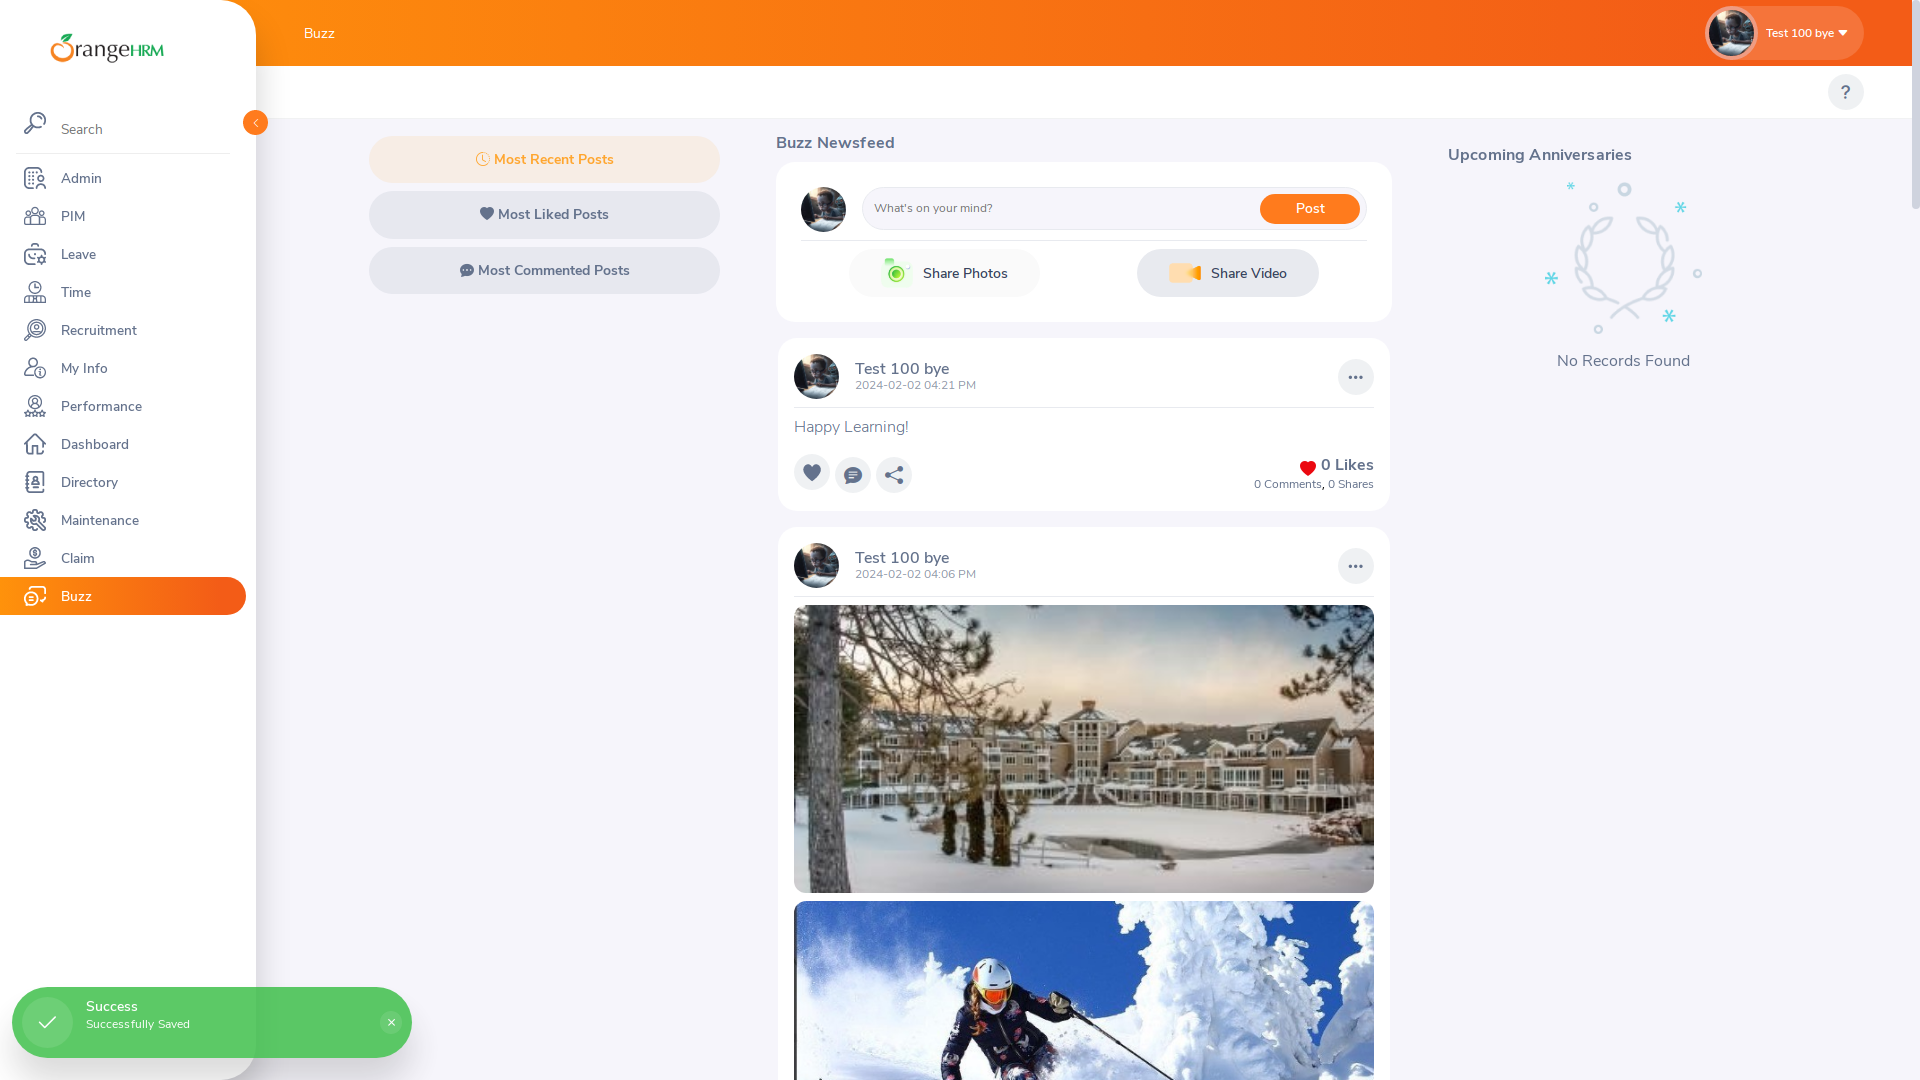 OrangeHRM
Search
Admin
PIM
Leave
Time
Recruitment
My Info
Performance
Dashboard
Directory
Maintenance
Claim
Buzz
Buzz
Test 100 bye
?
Most Recent Posts
Most Liked Posts
Most Commented Posts
Buzz Newsfeed
What's on your mind?
Post
Share Photos
Share Video
Test 100 bye
2024-02-02 04:21 PM
Happy Learning!
0 Likes
0 Comments, 0 Shares
Test 100 bye
2024-02-02 04:06 PM
Upcoming Anniversaries
No Records Found
Success
Successfully Saved